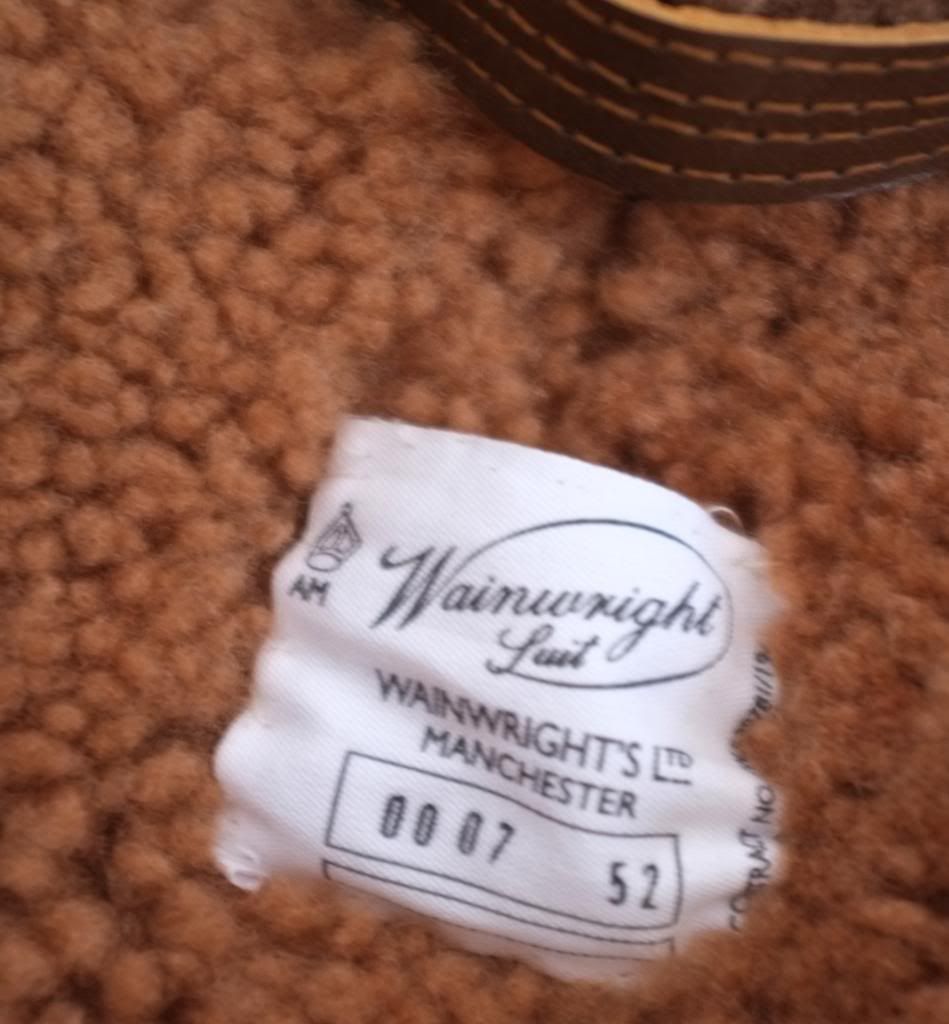 AM
Wainwright
Suit
WAINWRIGHT'S LTD
MANCHESTER
0007 52